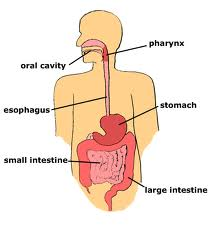 pharynx
oral cavity
esophagus
stomach
small intestine
large intestine